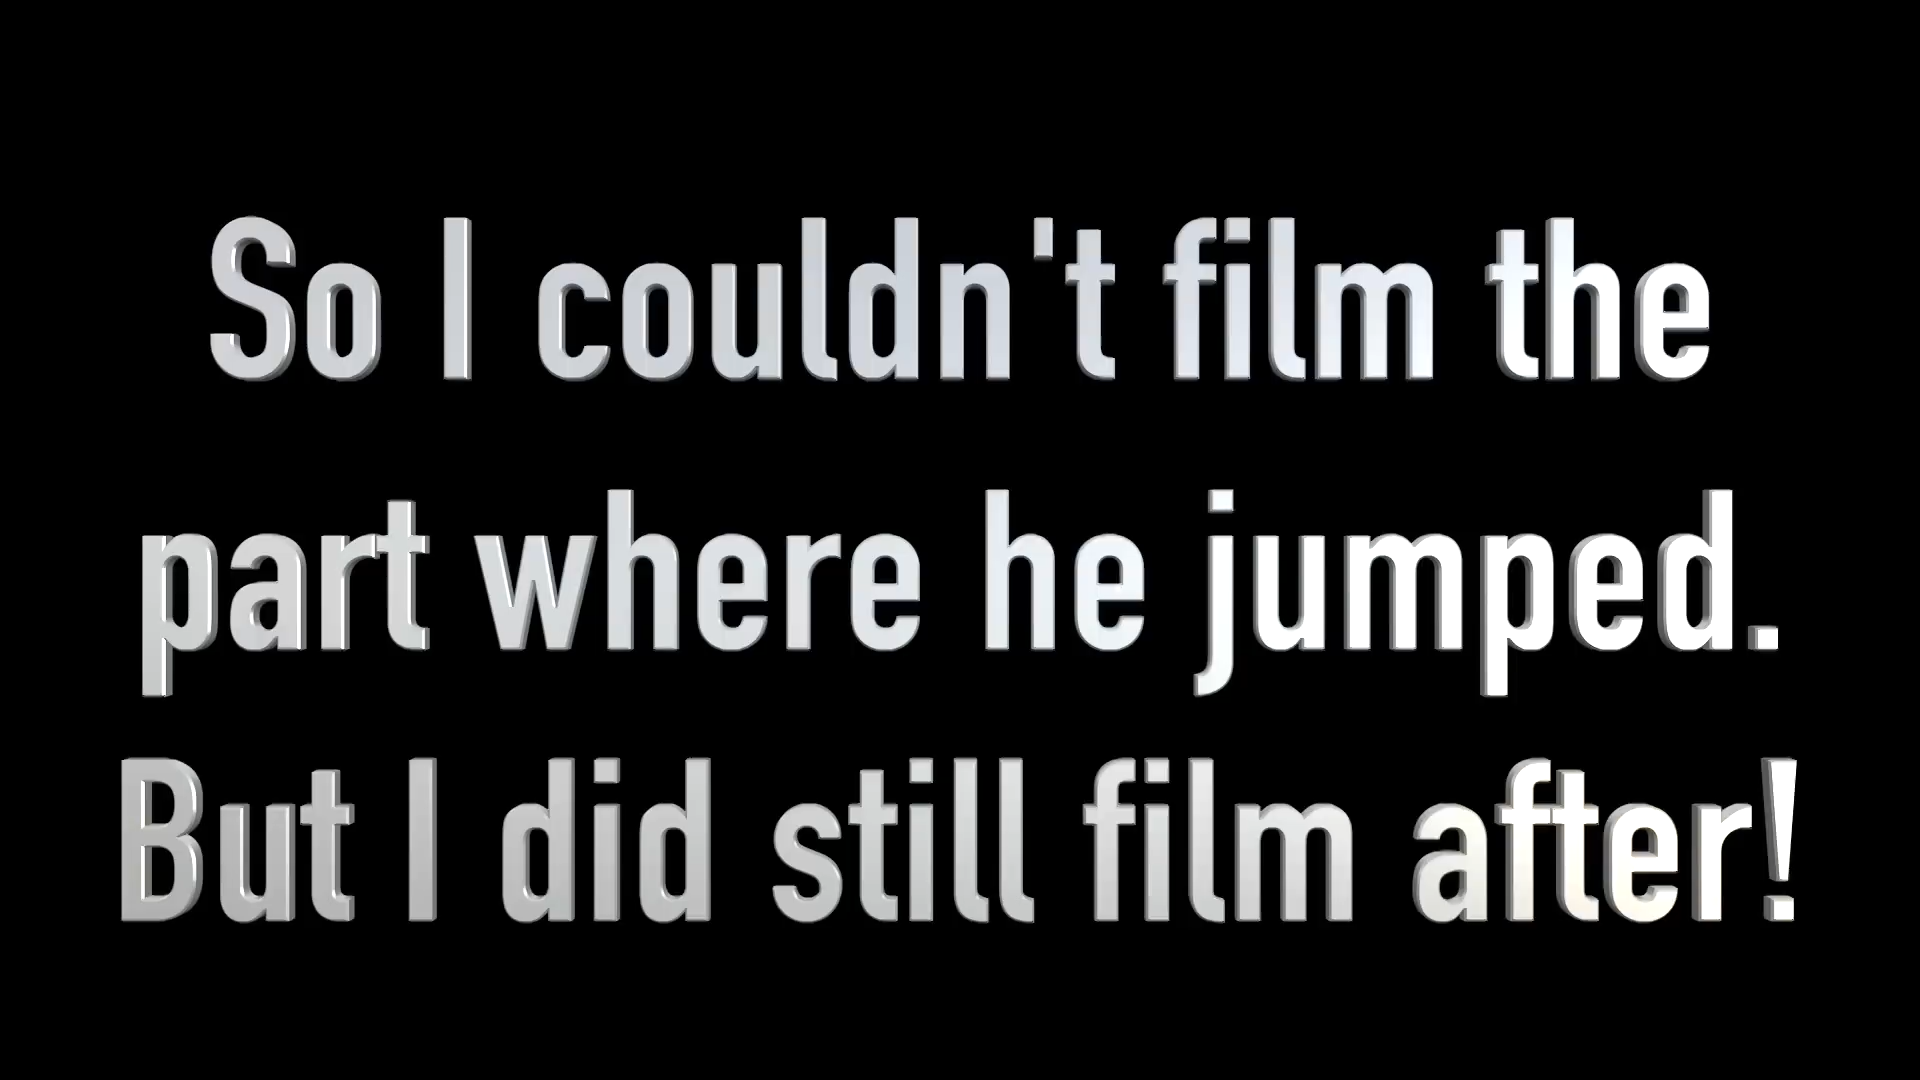 So I couldn't film the
part where he jumped.
But I did still film after!